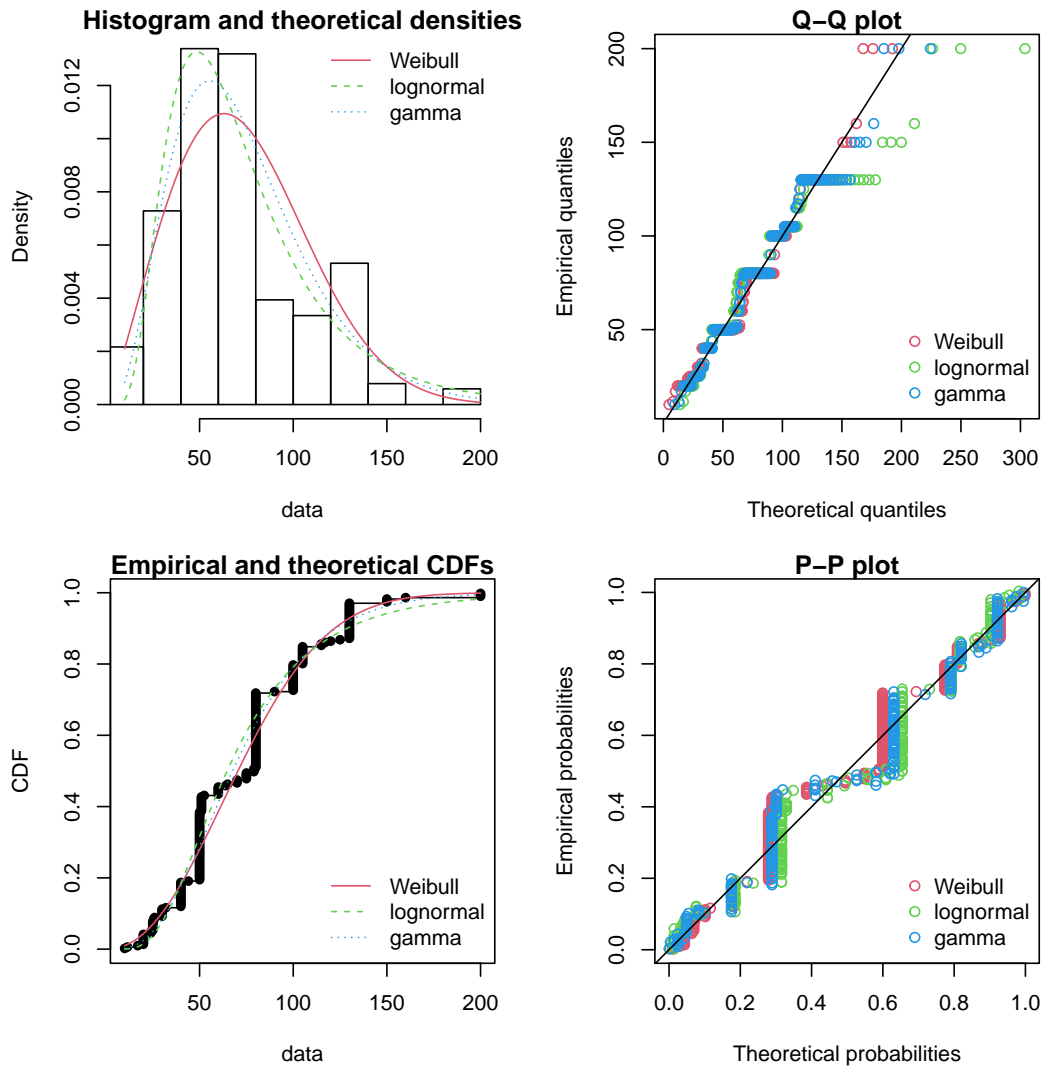 Histogram and theoretical densities
Weibull
lognormal
gamma
Density
0.000
0.004
0.008
0.012
50
100
150
200
data
Q−Q plot
Empirical quantiles
50
100
150
200
Weibull
lognormal
gamma
0
50
100
150
200
250
300
Theoretical quantiles
Empirical and theoretical CDFs
CDF
0.0
0.2
0.4
0.6
0.8
1.0
Weibull
lognormal
gamma
50
100
150
200
data
P−P plot
Empirical probabilities
0.0
0.2
0.4
0.6
0.8
1.0
Weibull
lognormal
gamma
0.0
0.2
0.4
0.6
0.8
1.0
Theoretical probabilities